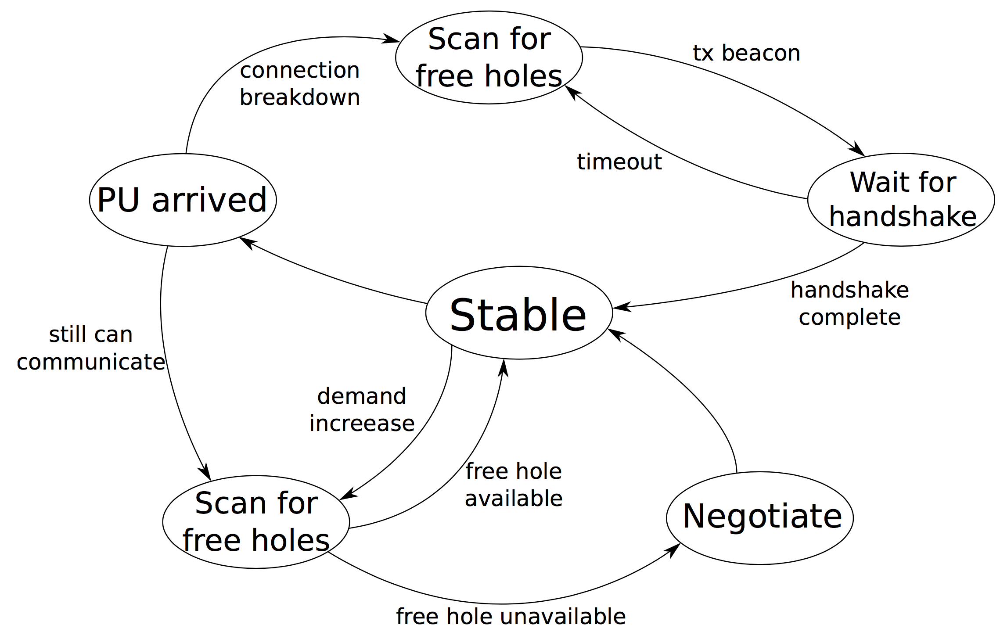 Scan for
free holes
tx beacon
connection
breakdown
timeout
Wait for
handshake
PU arrived
handshake
complete
Stable
still can
communicate
demand
increease
free hole
available
Scan for
free holes
Negotiate
free hole unavailable